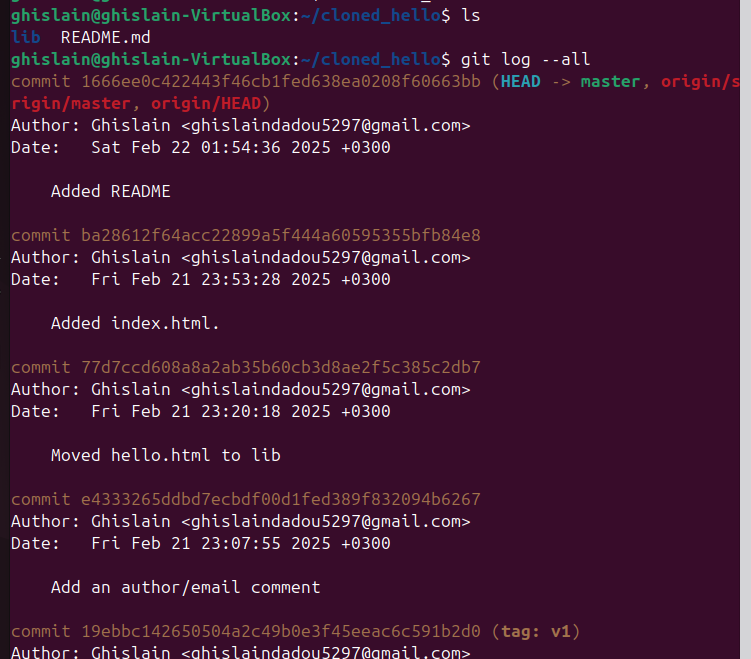 ghislain@ghislain-VirtualBox:~/cloned_hello$ ls
lib  README.md
ghislain@ghislain-VirtualBox:~/cloned_hello$ git log --all
commit 1666ee0c422443f46cb1fed638ea0208f60663bb (HEAD -> master, origin/s
rigin/master, origin/HEAD)
Author: Ghislain <ghislaindadou5297@gmail.com>
Date:   Sat Feb 22 01:54:36 2025 +0300

    Added README

commit ba28612f64acc22899a5f444a60595355bfb84e8
Author: Ghislain <ghislaindadou5297@gmail.com>
Date:   Fri Feb 21 23:53:28 2025 +0300

    Added index.html.

commit 77d7ccd608a8a2ab35b60cb3d8ae2f5c385c2db7
Author: Ghislain <ghislaindadou5297@gmail.com>
Date:   Fri Feb 21 23:20:18 2025 +0300

    Moved hello.html to lib

commit e4333265ddbd7ecbdf00d1fed389f832094b6267
Author: Ghislain <ghislaindadou5297@gmail.com>
Date:   Fri Feb 21 23:07:55 2025 +0300

    Add an author/email comment

commit 19ebbc142650504a2c49b0e3f45eeac6c591b2d0 (tag: v1)
Author: Ghislain <ghislaindadou5297@gmail.com>